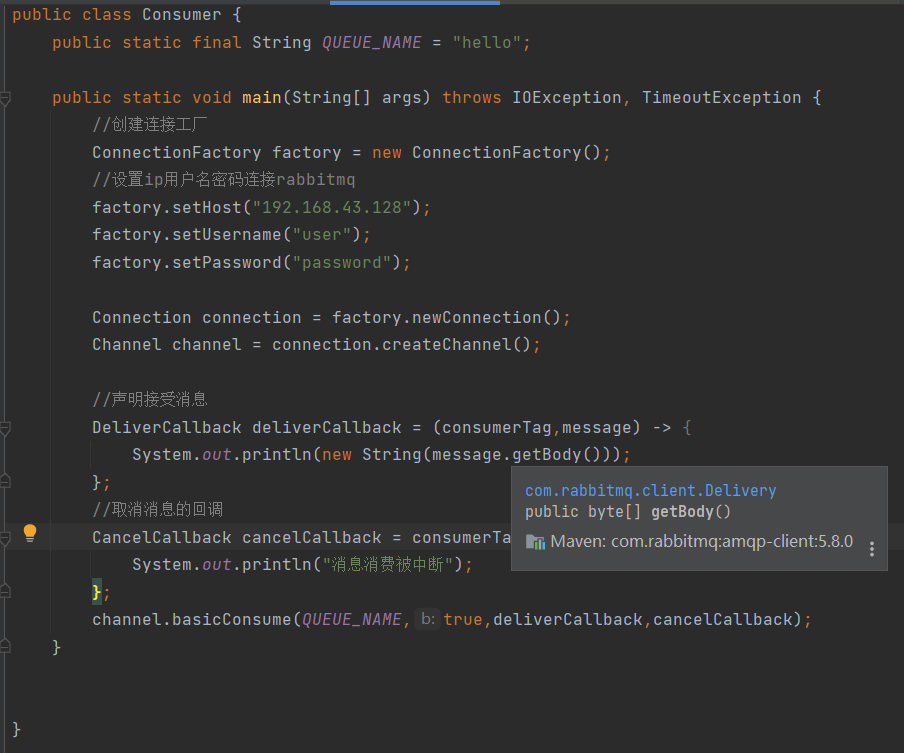 public class Consumer {
public static final String QUEUE_NAME = "hello";
public static void main(String[] args) throws IOException, TimeoutException {
//创建连接工厂
ConnectionFactory factory = new ConnectionFactory();
//设置ip用户名密码连接rabbitmq
factory.setHost("192.168.43.128");
factory.setUsername("user");
factory.setPassword("password");
Connection connection = factory.newConnection();
Channel channel = connection.createChannel();
//声明接受消息
DeliverCallback deliverCallback = (consumerTag,message) -> {
System.out.println(new String(message.getBody()));
};
//取消消息的回调
CancelCallback cancelCallback = consumerTa
System.out.println("消息消费被中断");
};
channel.basicConsume(QUEUE_NAME, b: true,deliverCallback,cancelCallback);
}
}
com.rabbitmq.client.Delivery
public byte[] getBody()
Maven: com.rabbitmq:amqp-client:5.8.0